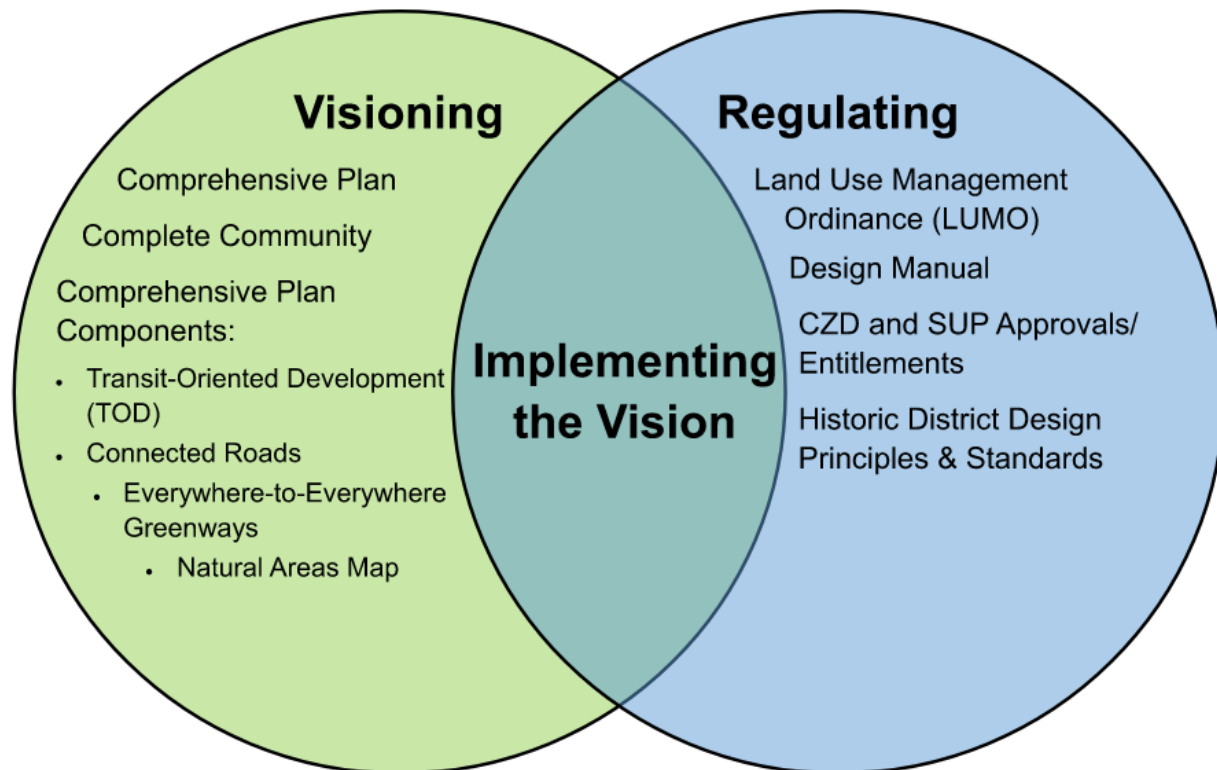 Visioning
Comprehensive Plan
Complete Community
Comprehensive Plan
Components:
• Transit-Oriented Development
(TOD)
• Connected Roads
• Everywhere-to-Everywhere
Greenways
• Natural Areas Map
Implementing
the Vision
Regulating
Land Use Management
Ordinance (LUMO)
Design Manual
CZD and SUP Approvals/
Entitlements
Historic District Design
Principles & Standards